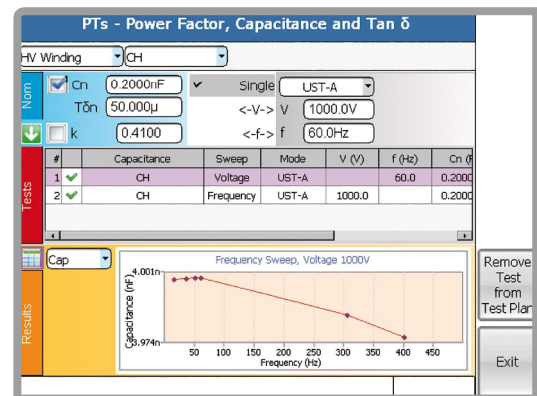 PTs - Power Factor, Capacitance and Tan δ
HV Winding CH
Nom
Cn 0.2000nF Single UST-A
Tδn 50.000μ <-V-> V 1000.0V
k 0.4100 <-f-> f 60.0Hz
Tests
# Capacitance Sweep Mode V (V) f (Hz) Cn (F
1 CH Voltage UST-A 60.0 0.2000
2 CH Frequency UST-A 1000.0 0.2000
Results
Cap
Frequency Sweep, Voltage 1000V
4.001n
Capacitance (nF)
3.974n
50 100 150 200 250 300 350 400 450
Frequency (Hz)
Remove
Test
from
Test Plan
Exit